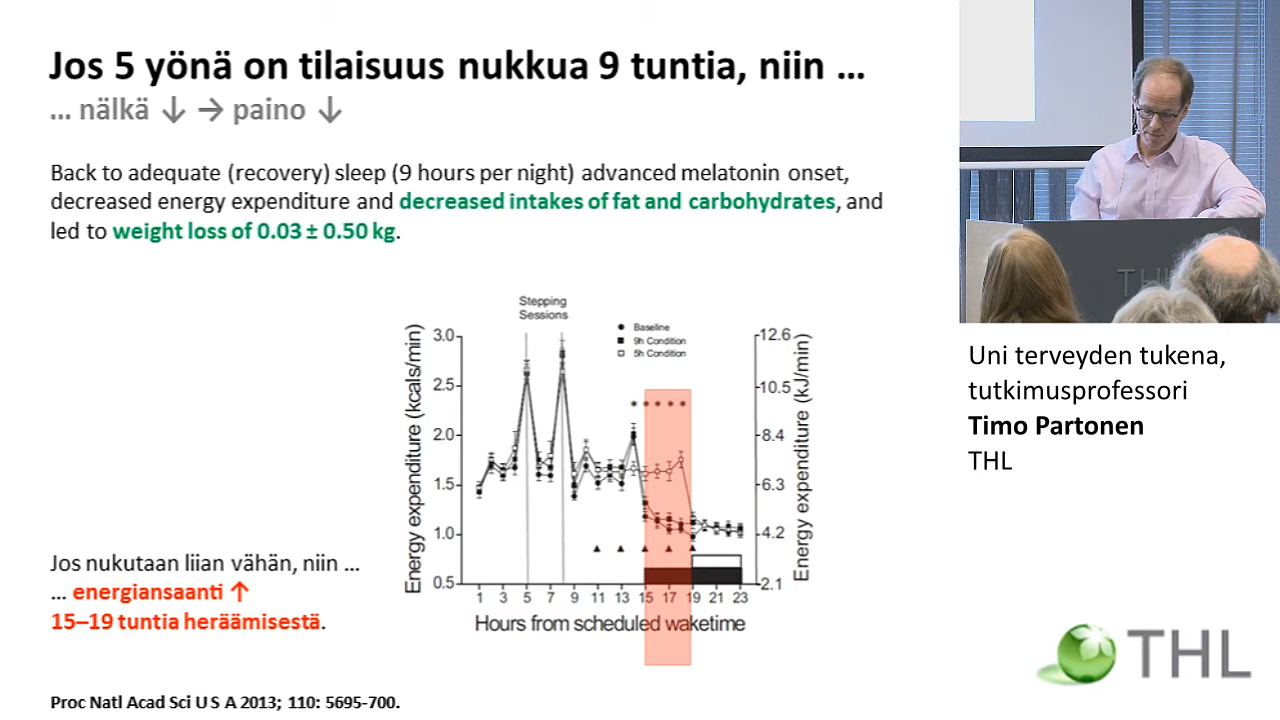 Jos 5 yönä on tilaisuus nukkua 9 tuntia, niin ...
... nälkä ↓ → paino ↓
Back to adequate (recovery) sleep (9 hours per night) advanced melatonin onset,
decreased energy expenditure and decreased intakes of fat and carbohydrates, and
led to weight loss of 0.03 ± 0.50 kg.
Stepping
Sessions
Baseline
9h Condition
5h Condition
Energy expenditure (kcals/min)
3.0
2.5
2.0
1.5
1.0
0.5
12.6
10.5
8.4
6.3
4.2
2.1
Energy expenditure (kJ/min)
* * * * *
1 3 5 7 9 11 13 15 17 19 21 23
Hours from scheduled waketime
Jos nukutaan liian vähän, niin ...
... energiansaanti ↑
15–19 tuntia heräämisestä.
Proc Natl Acad Sci U S A 2013; 110: 5695-700.
THL
Uni terveyden tukena,
tutkimusprofessori
Timo Partonen
THL
THL